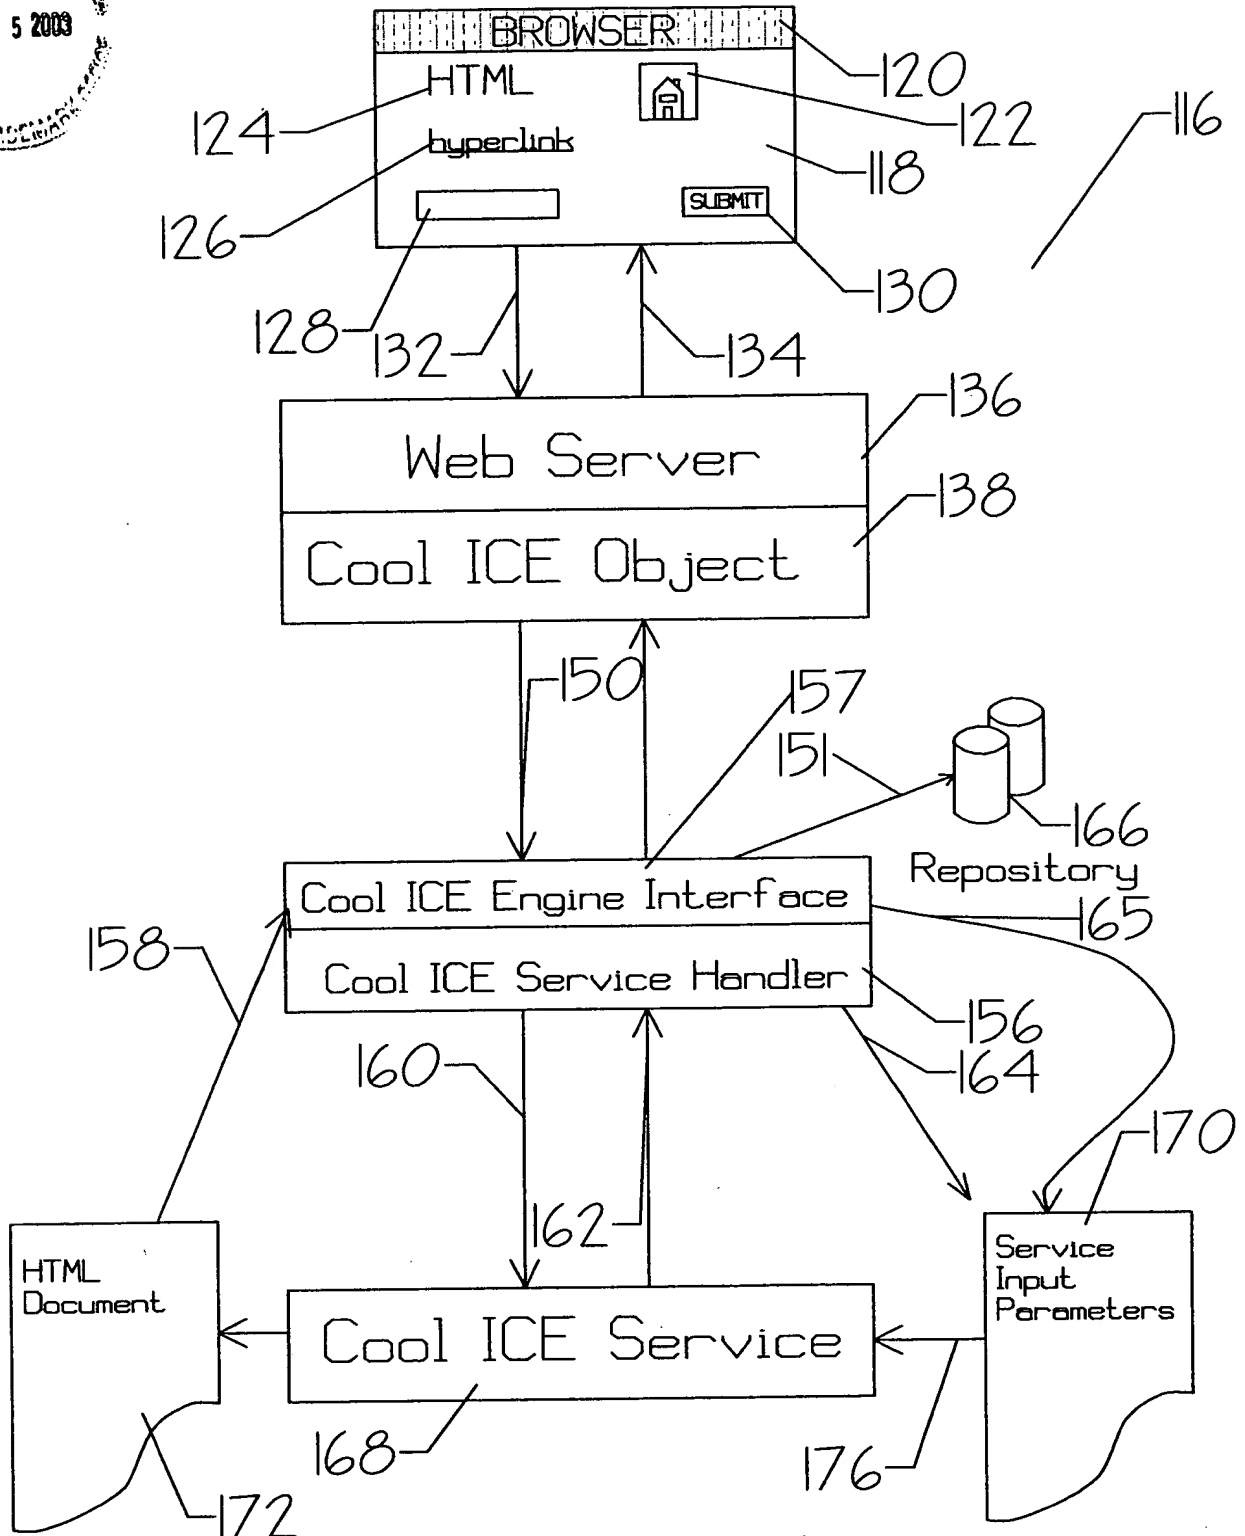 5 2003
BROWSER
HTML
120
124
122
116
hyperlink
118
126
SUBMIT
130
128
132
134
136
Web Server
138
Cool ICE Object
150
157
151
166
Repository
Cool ICE Engine Interface
165
158
Cool ICE Service Handler
156
160
164
170
162
HTML
Document
Service
Input
Parameters
Cool ICE Service
168
176
172